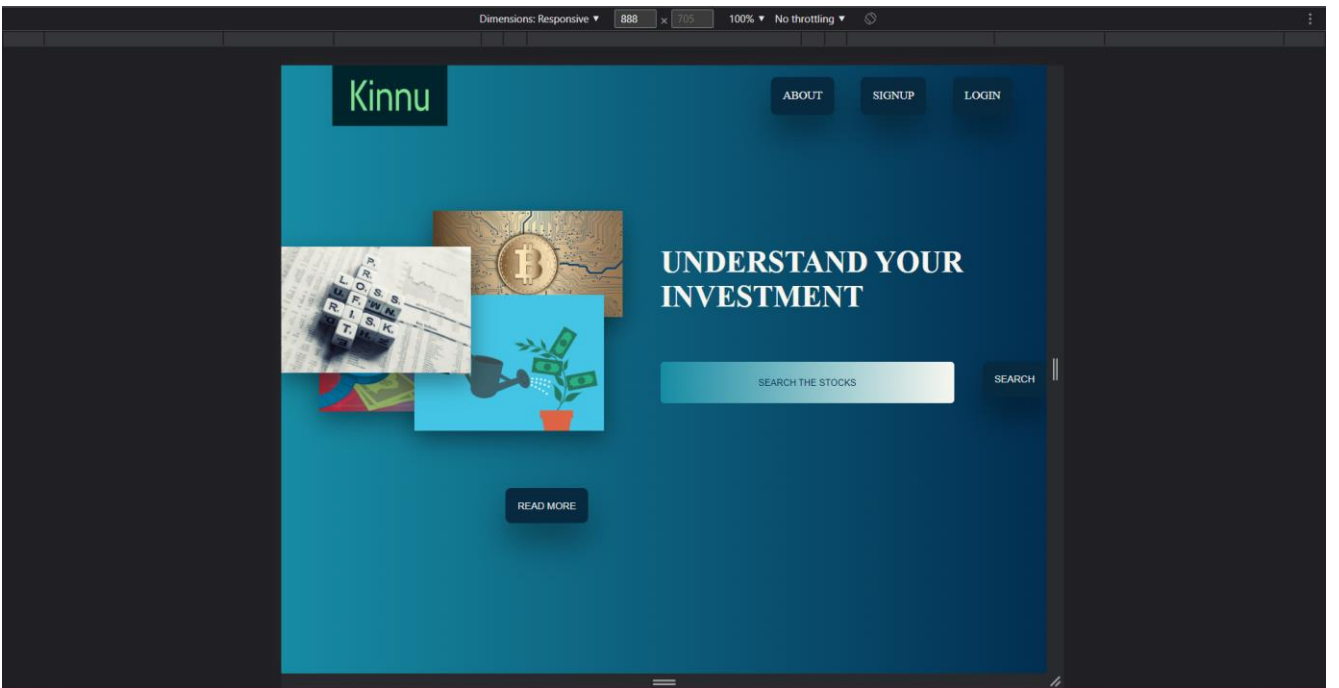 Dimensions: Responsive ▼ 888 × 705 100% ▼ No throttling ▼
Kinnu
ABOUT SIGNUP LOGIN
UNDERSTAND YOUR
INVESTMENT
SEARCH THE STOCKS
SEARCH
READ MORE